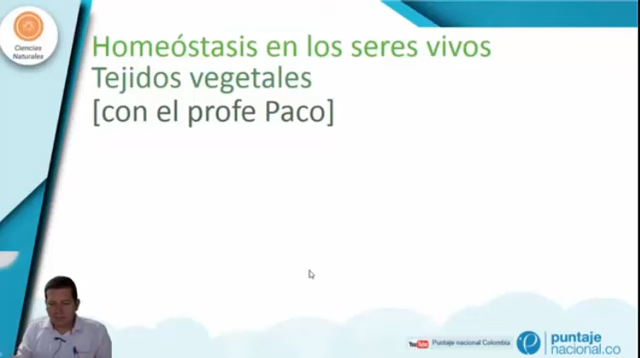 Ciencias
Naturales
Homeóstasis en los seres vivos
Tejidos vegetales
[con el profe Paco]
YouTube Puntaje nacional Colombia
puntaje
nacional.co